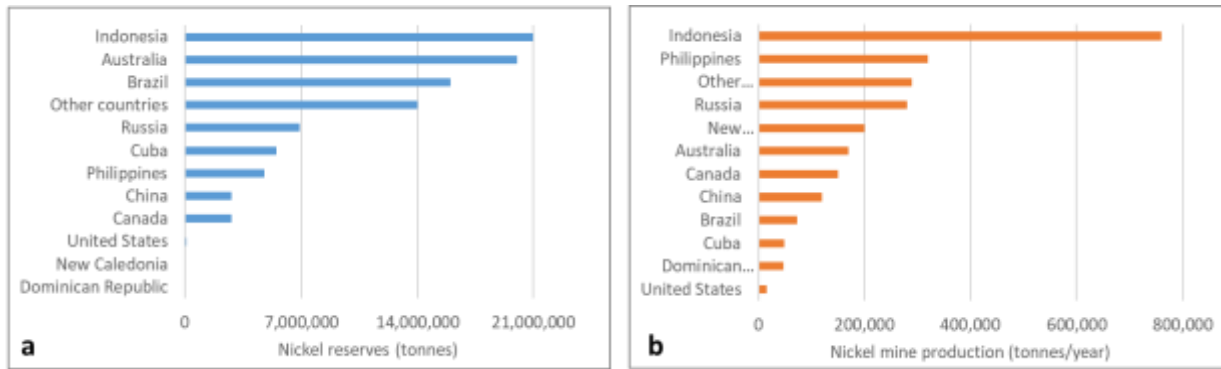 Indonesia
Australia
Brazil
Other countries
Russia
Cuba
Philippines
China
Canada
United States
New Caledonia
Dominican Republic
0 7,000,000 14,000,000 21,000,000
a Nickel reserves (tonnes)
Indonesia
Philippines
Other...
Russia
New...
Australia
Canada
China
Brazil
Cuba
Dominican...
United States
0 200,000 400,000 600,000 800,000
b Nickel mine production (tonnes/year)